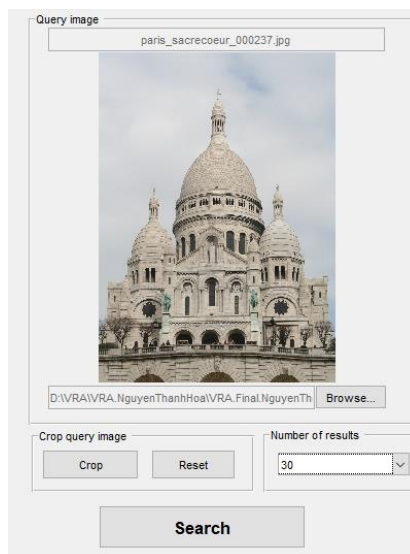 Query image
paris_sacrecoeur_000237.jpg
D:\VRA\VRA.NguyenThanhHoa\VRA.Final.NguyenTh
Browse...
Crop query image
Number of results
Crop
Reset
30
Search